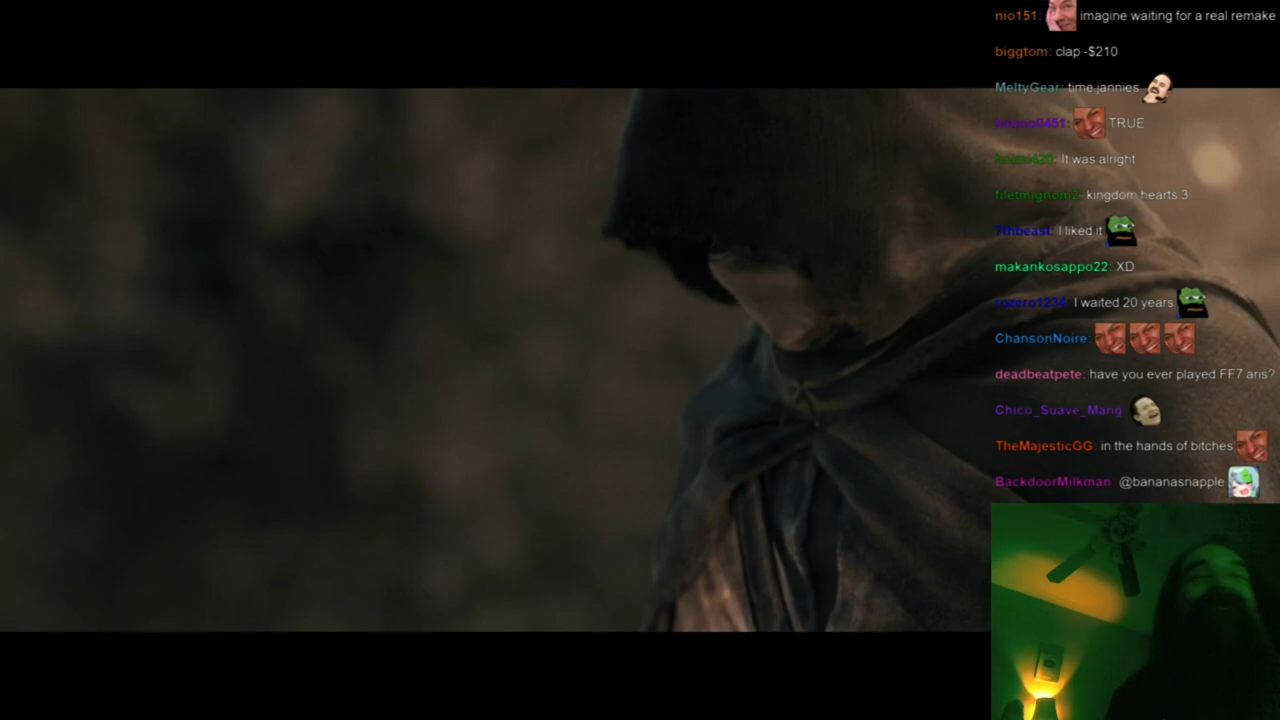 nio151: imagine waiting for a real remake
biggtom: clap -$210
MeltyGear: time jannies
TRUE
It was alright
filetmignon2: kingdom hearts 3
7thbeast: I liked it
makankosappo22: XD
I waited 20 years
ChansonNoire:
deadbeatpete: have you ever played FF7 aris?
Chico_Suave_Mang
TheMajesticGG: in the hands of bitches
BackdoorMilkman: @bananasnapple